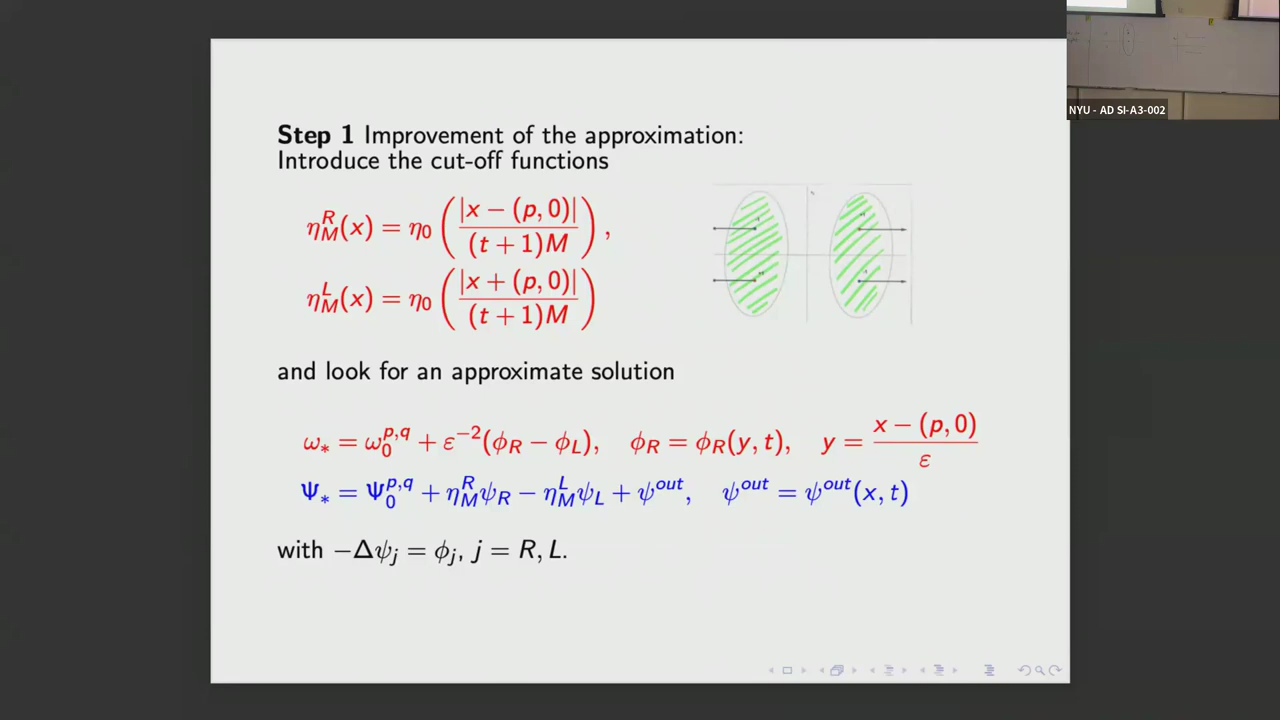 NYU - AD SI-A3-002
Step 1 Improvement of the approximation:
Introduce the cut-off functions
η_M^R(x) = η_0 ( |x − (p, 0)| / (t + 1)M ),
η_M^L(x) = η_0 ( |x + (p, 0)| / (t + 1)M )
and look for an approximate solution
ω_* = ω_0^{p,q} + ε^{−2}(ϕ_R − ϕ_L), ϕ_R = ϕ_R(y, t), y = x − (p, 0) / ε
Ψ_* = Ψ_0^{p,q} + η_M^R ψ_R − η_M^L ψ_L + ψ^{out}, ψ^{out} = ψ^{out}(x, t)
with −Δψ_j = ϕ_j, j = R, L.